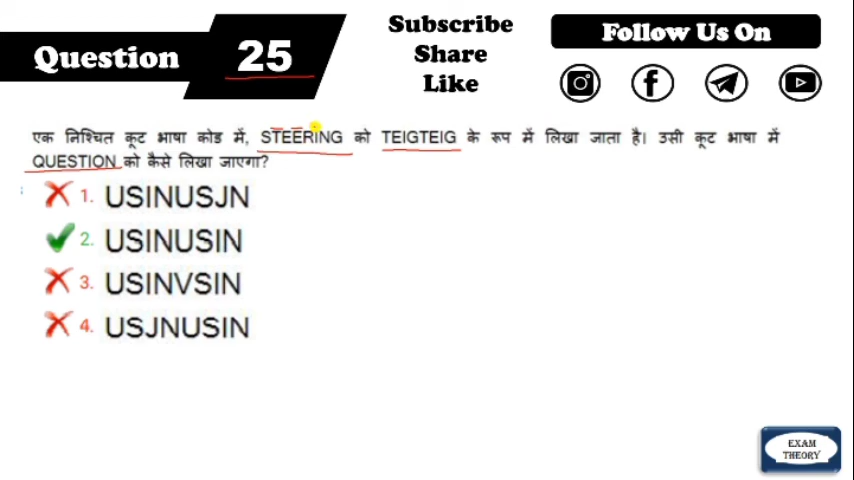 Question 25
Subscribe
Share
Like
Follow Us On
एक निश्चित कूट भाषा कोड में, STEERING को TEIGTEIG के रूप में लिखा जाता है। उसी कूट भाषा में
QUESTION को कैसे लिखा जाएगा?
1. USINUSJN
2. USINUSIN
3. USINVSIN
4. USJNUSIN
EXAM
THEORY